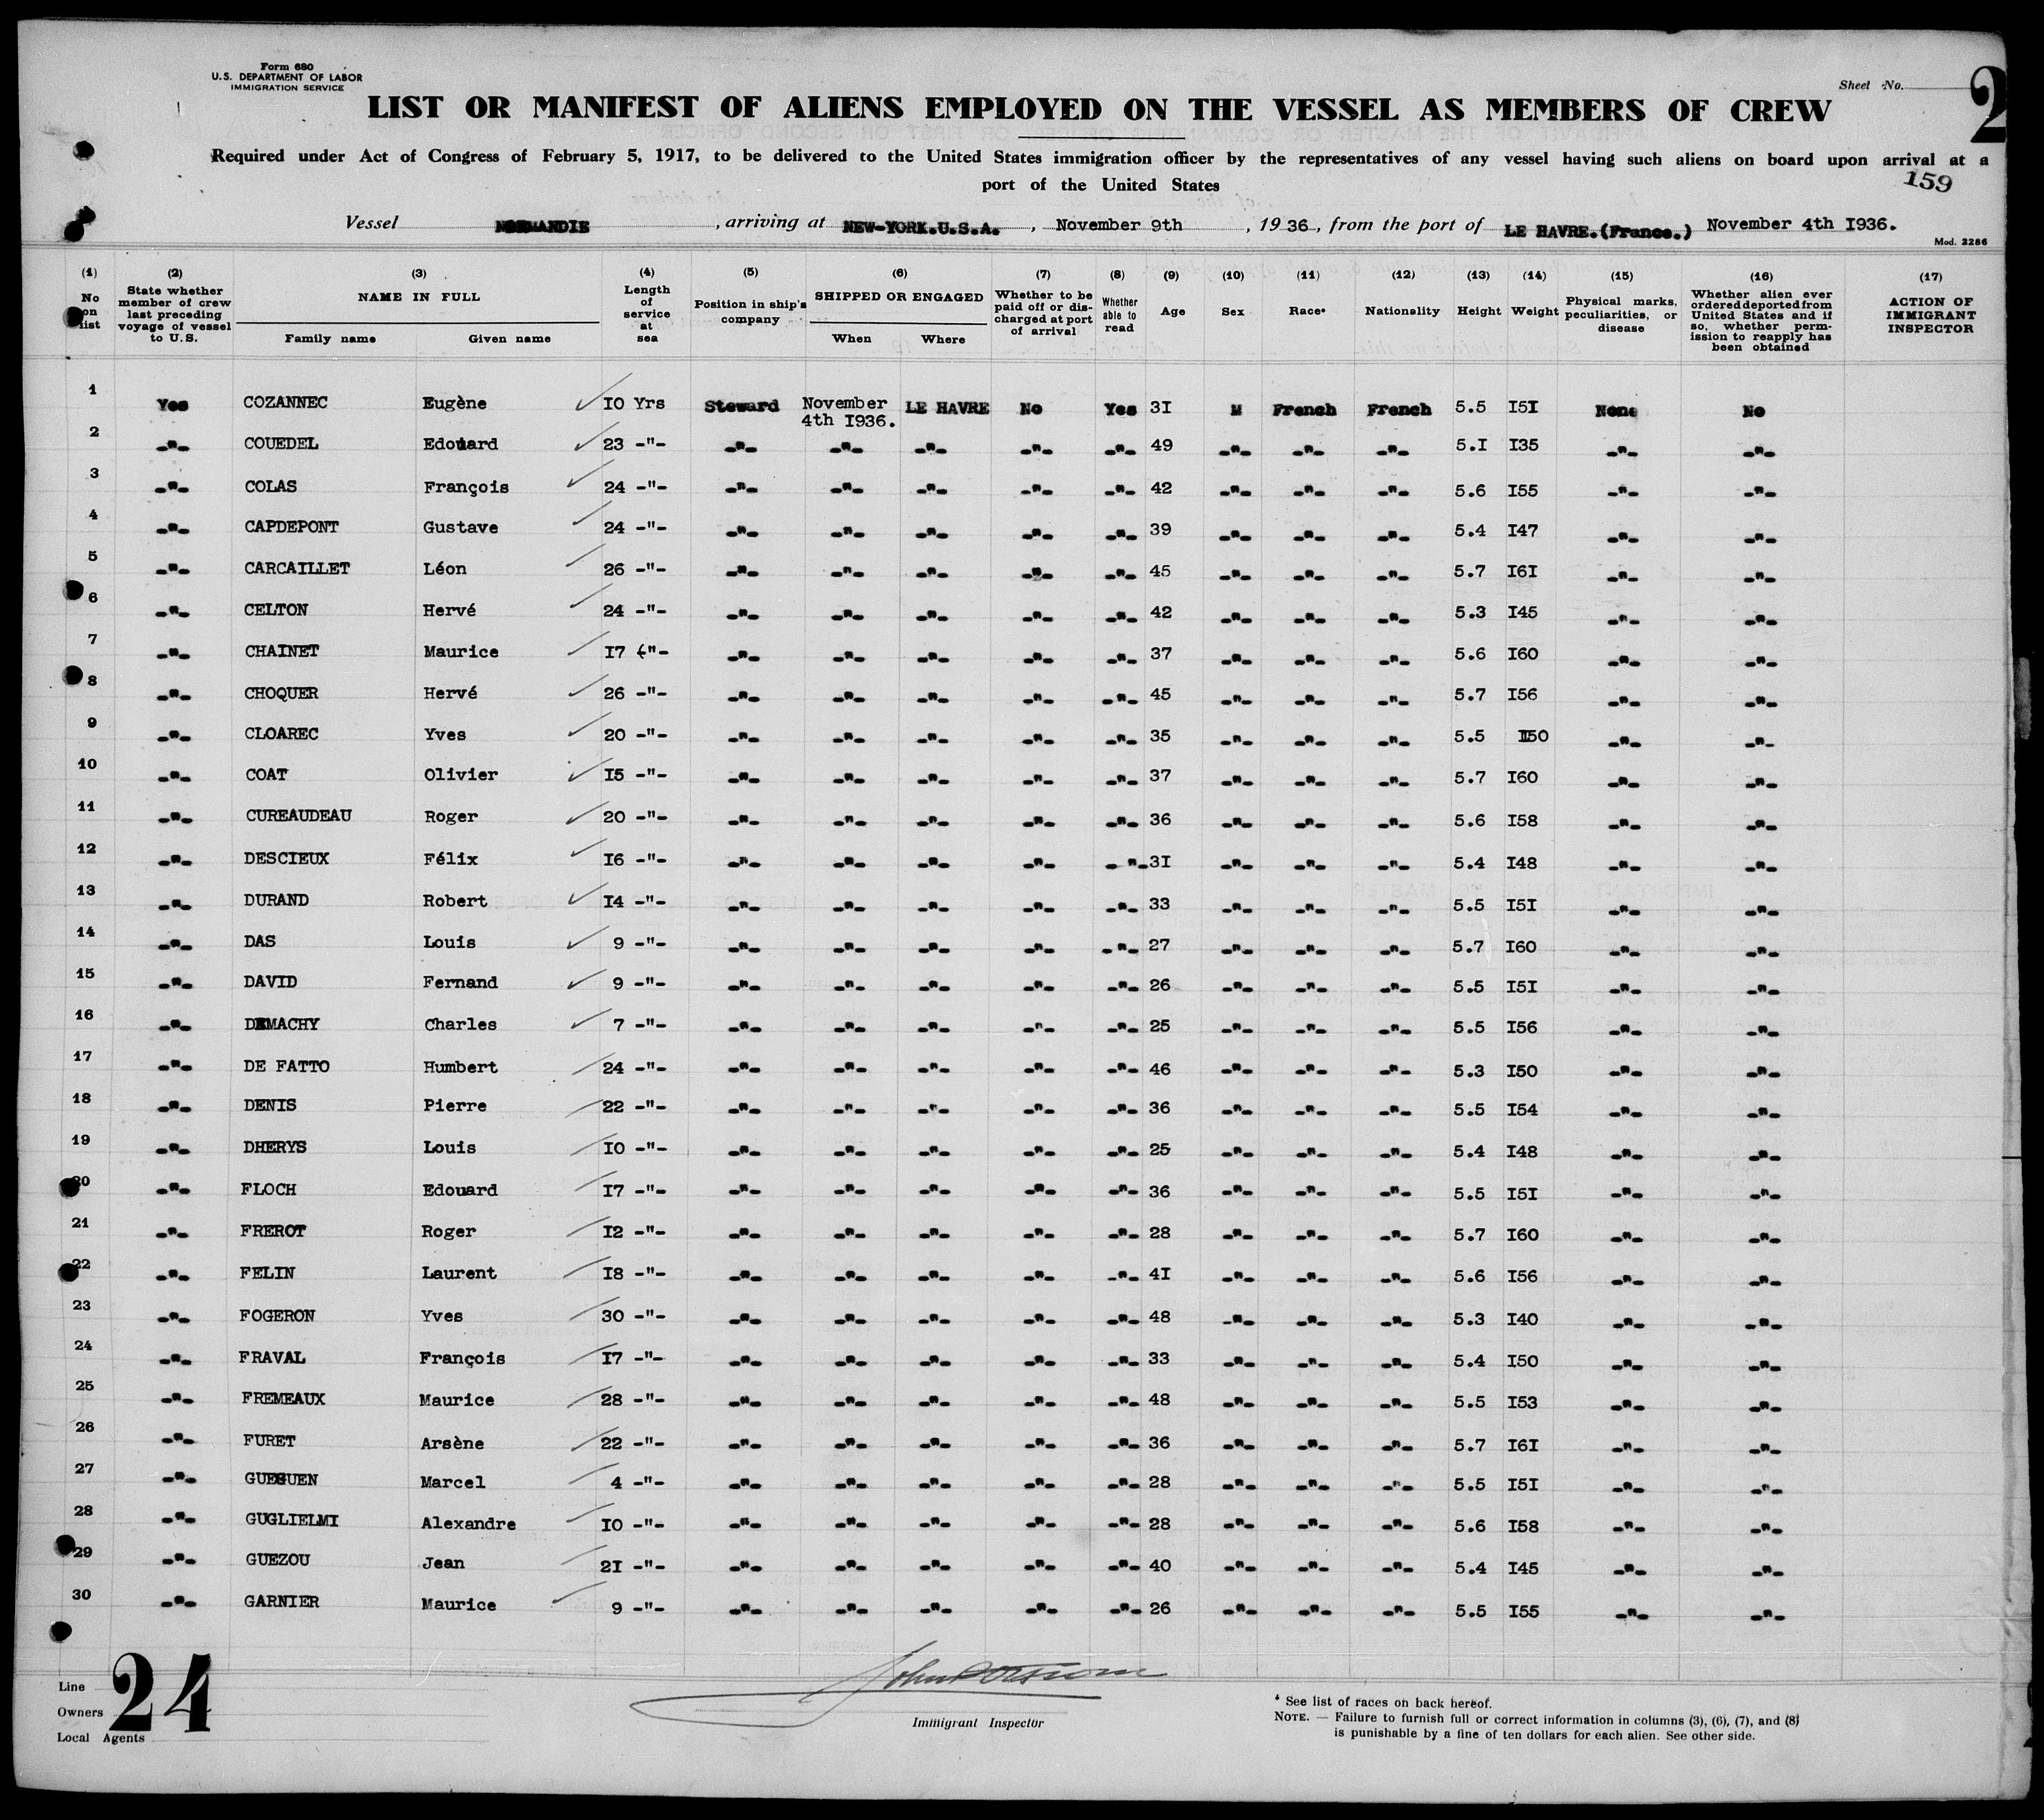 Form 680
U.S. DEPARTMENT OF LABOR
IMMIGRATION SERVICE
Sheet No. 2
LIST OR MANIFEST OF ALIENS EMPLOYED ON THE VESSEL AS MEMBERS OF CREW
Required under Act of Congress of February 5, 1917, to be delivered to the United States immigration officer by the representatives of any vessel having such aliens on board upon arrival at a
port of the United States
159
Vessel NORMANDIE, arriving at NEW-YORK.U.S.A., November 9th, 1936, from the port of LE HAVRE.(France.) November 4th I936.
Mod. 2286
(1) No on list (2) State whether member of crew last preceding voyage of vessel to U.S. (3) NAME IN FULL Family name Given name (4) Length of service at sea (5) Position in ship's company (6) SHIPPED OR ENGAGED When Where (7) Whether to be paid off or discharged at port of arrival (8) Whether able to read (9) Age (10) Sex (11) Race* (12) Nationality (13) Height (14) Weight (15) Physical marks, peculiarities, or disease (16) Whether alien ever ordered deported from United States and if so, whether permission to reapply has been obtained (17) ACTION OF IMMIGRANT INSPECTOR
1 Yes COZANNEC Eugène IO Yrs Steward November 4th I936. LE HAVRE No Yes 3I M French French 5.5 I5I None No
2 -"- COUEDEL Edouard 23 -"- -"- -"- -"- -"- -"- 49 -"- -"- -"- 5.I I35 -"- -"-
3 -"- COLAS François 24 -"- -"- -"- -"- -"- -"- 42 -"- -"- -"- 5.6 I55 -"- -"-
4 -"- CAPDEPONT Gustave 24 -"- -"- -"- -"- -"- -"- 39 -"- -"- -"- 5.4 I47 -"- -"-
5 -"- CARCAILLET Léon 26 -"- -"- -"- -"- -"- -"- 45 -"- -"- -"- 5.7 I6I -"- -"-
6 -"- CELTON Hervé 24 -"- -"- -"- -"- -"- -"- 42 -"- -"- -"- 5.3 I45 -"- -"-
7 -"- CHAINET Maurice I7 -"- -"- -"- -"- -"- -"- 37 -"- -"- -"- 5.6 I60 -"- -"-
8 -"- CHOQUER Hervé 26 -"- -"- -"- -"- -"- -"- 45 -"- -"- -"- 5.7 I56 -"- -"-
9 -"- CLOAREC Yves 20 -"- -"- -"- -"- -"- -"- 35 -"- -"- -"- 5.5 I50 -"- -"-
10 -"- COAT Olivier I5 -"- -"- -"- -"- -"- -"- 37 -"- -"- -"- 5.7 I60 -"- -"-
11 -"- CUREAUDEAU Roger 20 -"- -"- -"- -"- -"- -"- 36 -"- -"- -"- 5.6 I58 -"- -"-
12 -"- DESCIEUX Félix I6 -"- -"- -"- -"- -"- -"- 3I -"- -"- -"- 5.4 I48 -"- -"-
13 -"- DURAND Robert I4 -"- -"- -"- -"- -"- -"- 33 -"- -"- -"- 5.5 I5I -"- -"-
14 -"- DAS Louis 9 -"- -"- -"- -"- -"- -"- 27 -"- -"- -"- 5.7 I60 -"- -"-
15 -"- DAVID Fernand 9 -"- -"- -"- -"- -"- -"- 26 -"- -"- -"- 5.5 I5I -"- -"-
16 -"- DEMACHY Charles 7 -"- -"- -"- -"- -"- -"- 25 -"- -"- -"- 5.5 I56 -"- -"-
17 -"- DE FATTO Humbert 24 -"- -"- -"- -"- -"- -"- 46 -"- -"- -"- 5.3 I50 -"- -"-
18 -"- DENIS Pierre 22 -"- -"- -"- -"- -"- -"- 36 -"- -"- -"- 5.5 I54 -"- -"-
19 -"- DHERYS Louis IO -"- -"- -"- -"- -"- -"- 25 -"- -"- -"- 5.4 I48 -"- -"-
20 -"- FLOCH Edouard I7 -"- -"- -"- -"- -"- -"- 36 -"- -"- -"- 5.5 I5I -"- -"-
21 -"- FREROT Roger I2 -"- -"- -"- -"- -"- -"- 28 -"- -"- -"- 5.7 I60 -"- -"-
22 -"- FELIN Laurent I8 -"- -"- -"- -"- -"- -"- 4I -"- -"- -"- 5.6 I56 -"- -"-
23 -"- FOGERON Yves 30 -"- -"- -"- -"- -"- -"- 48 -"- -"- -"- 5.3 I40 -"- -"-
24 -"- FRAVAL François I7 -"- -"- -"- -"- -"- -"- 33 -"- -"- -"- 5.4 I50 -"- -"-
25 -"- FREMEAUX Maurice 28 -"- -"- -"- -"- -"- -"- 48 -"- -"- -"- 5.5 I53 -"- -"-
26 -"- FURET Arsène 22 -"- -"- -"- -"- -"- -"- 36 -"- -"- -"- 5.7 I6I -"- -"-
27 -"- GUEGUEN Marcel 4 -"- -"- -"- -"- -"- -"- 28 -"- -"- -"- 5.5 I5I -"- -"-
28 -"- GUGLIELMI Alexandre IO -"- -"- -"- -"- -"- -"- 28 -"- -"- -"- 5.6 I58 -"- -"-
29 -"- GUEZOU Jean 2I -"- -"- -"- -"- -"- -"- 40 -"- -"- -"- 5.4 I45 -"- -"-
30 -"- GARNIER Maurice 9 -"- -"- -"- -"- -"- -"- 26 -"- -"- -"- 5.5 I55 -"- -"-
Line
Owners
Local Agents
24
Immigrant Inspector
* See list of races on back hereof.
NOTE. — Failure to furnish full or correct information in columns (3), (6), (7), and (8)
is punishable by a fine of ten dollars for each alien. See other side.